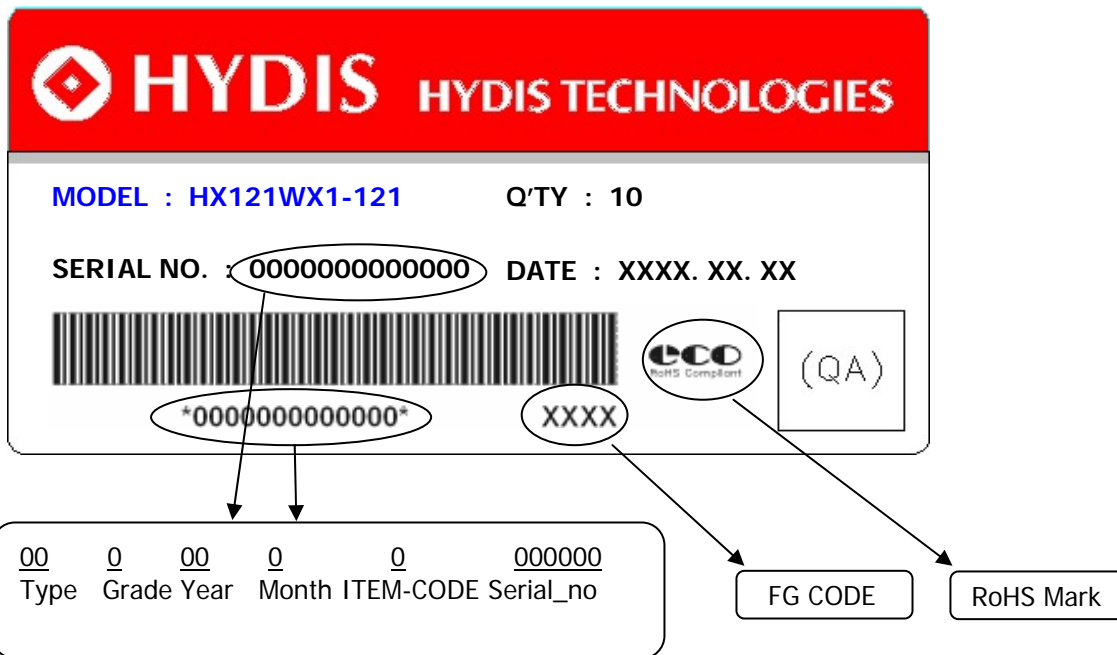 HYDIS HYDIS TECHNOLOGIES
MODEL : HX121WX1-121 Q'TY : 10
SERIAL NO. : 0000000000000 DATE : XXXX. XX. XX
eco
RoHS Compliant
(QA)
*0000000000000* XXXX
00 0 00 0 0 000000
Type Grade Year Month ITEM-CODE Serial_no
FG CODE
RoHS Mark